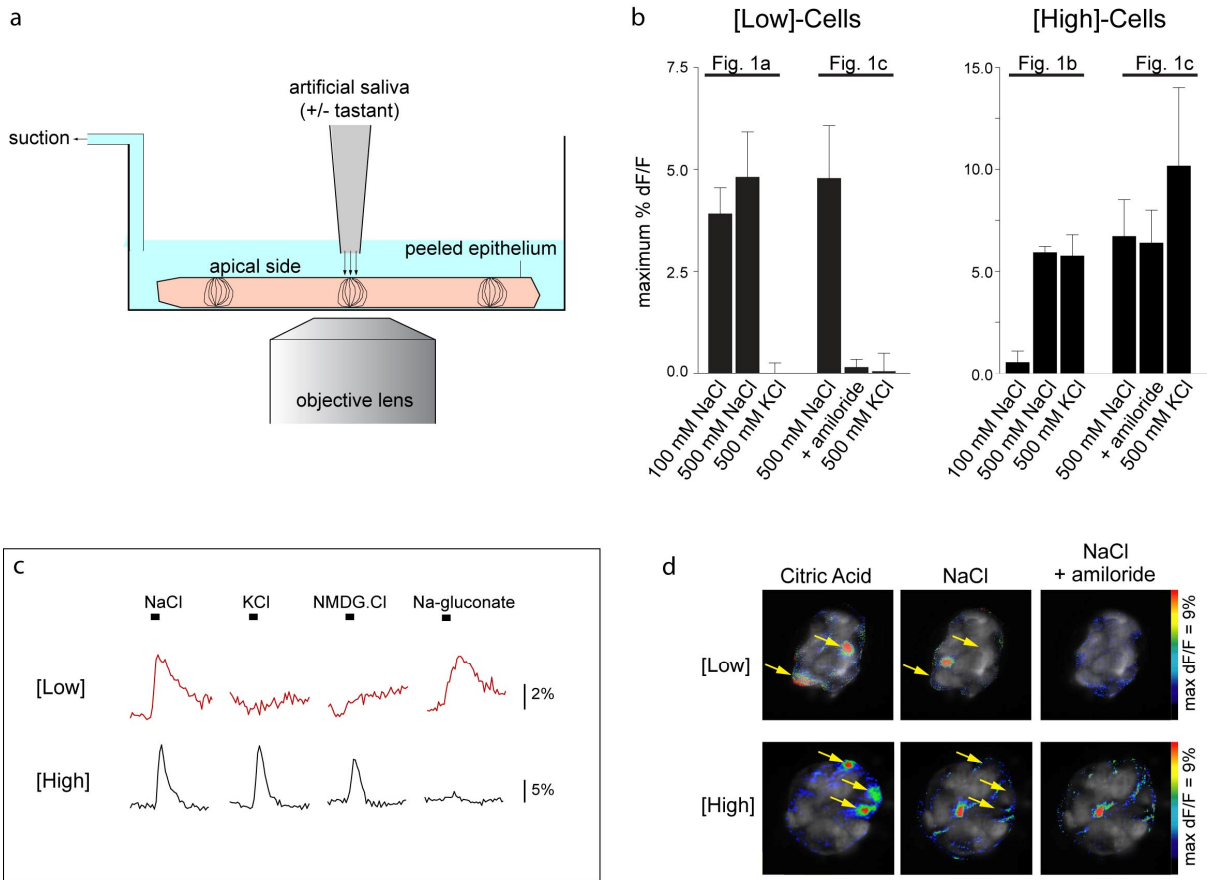 a
artificial saliva
(+/- tastant)
suction
apical side
peeled epithelium
objective lens
b
[Low]-Cells
[High]-Cells
Fig. 1a
Fig. 1c
Fig. 1b
Fig. 1c
maximum % dF/F
7.5
5.0
2.5
0.0
15.0
10.0
5.0
0.0
100 mM NaCl
500 mM NaCl
500 mM KCl
500 mM NaCl
+ amiloride
500 mM KCl
100 mM NaCl
500 mM NaCl
500 mM KCl
500 mM NaCl
+ amiloride
500 mM KCl
c
NaCl
KCl
NMDG.Cl
Na-gluconate
[Low]
2%
[High]
5%
d
Citric Acid
NaCl
NaCl
+ amiloride
[Low]
max dF/F = 9%
[High]
max dF/F = 9%